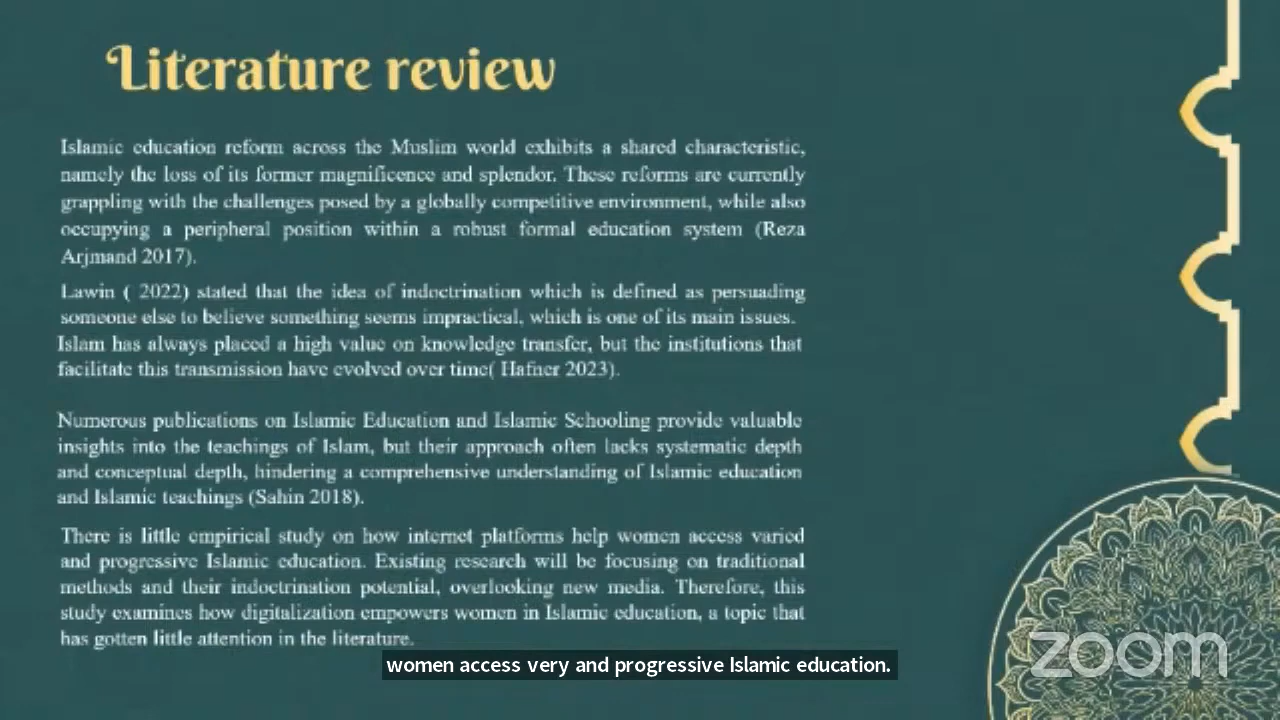 Literature review
Islamic education reform across the Muslim world exhibits a shared characteristic,
namely the loss of its former magnificence and splendor. These reforms are currently
grappling with the challenges posed by a globally competitive environment, while also
occupying a peripheral position within a robust formal education system (Reza
Arjmand 2017).
Lawin ( 2022) stated that the idea of indoctrination which is defined as persuading
someone else to believe something seems impractical, which is one of its main issues.
Islam has always placed a high value on knowledge transfer, but the institutions that
facilitate this transmission have evolved over time( Hafner 2023).
Numerous publications on Islamic Education and Islamic Schooling provide valuable
insights into the teachings of Islam, but their approach often lacks systematic depth
and conceptual depth, hindering a comprehensive understanding of Islamic education
and Islamic teachings (Sahin 2018).
There is little empirical study on how internet platforms help women access varied
and progressive Islamic education. Existing research will be focusing on traditional
methods and their indoctrination potential, overlooking new media. Therefore, this
study examines how digitalization empowers women in Islamic education, a topic that
has gotten little attention in the literature.
women access very and progressive Islamic education.
zoom